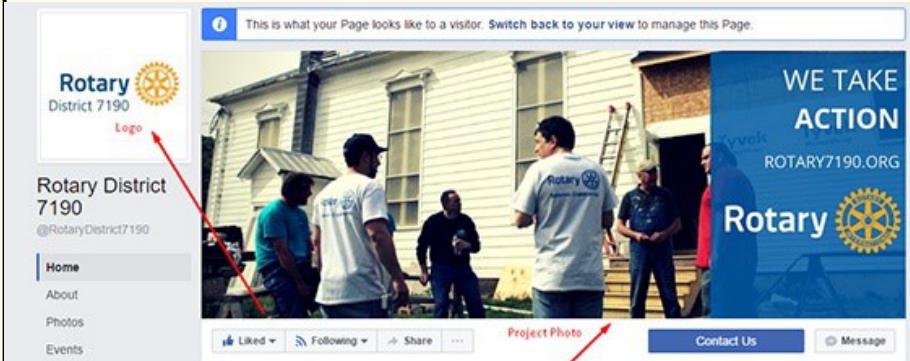 This is what your Page looks like to a visitor. Switch back to your view to manage this Page.
Rotary
District 7190
Logo
Rotary District
7190
@RotaryDistrict7190
Home
About
Photos
Events
WE TAKE
ACTION
ROTARY7190.ORG
Rotary
Tyvek
Rotary
Liked
Following
Share
Project Photo
Contact Us
Message